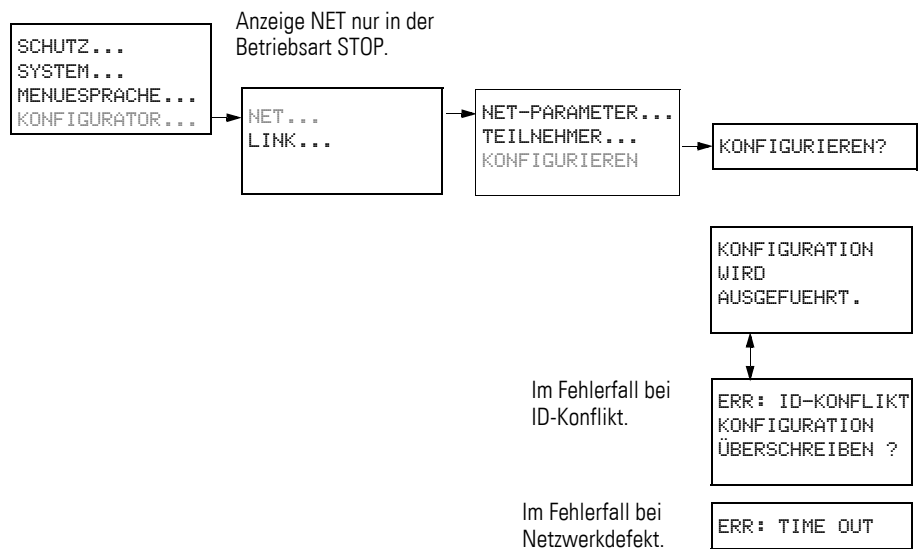 Anzeige NET nur in der
Betriebsart STOP.
SCHUTZ...
SYSTEM...
MENUESPRACHE...
KONFIGURATOR...
NET...
LINK...
NET-PARAMETER...
TEILNEHMER...
KONFIGURIEREN
KONFIGURIEREN?
KONFIGURATION
WIRD
AUSGEFUEHRT.
Im Fehlerfall bei
ID-Konflikt.
ERR: ID-KONFLIKT
KONFIGURATION
ÜBERSCHREIBEN ?
Im Fehlerfall bei
Netzwerkdefekt.
ERR: TIME OUT